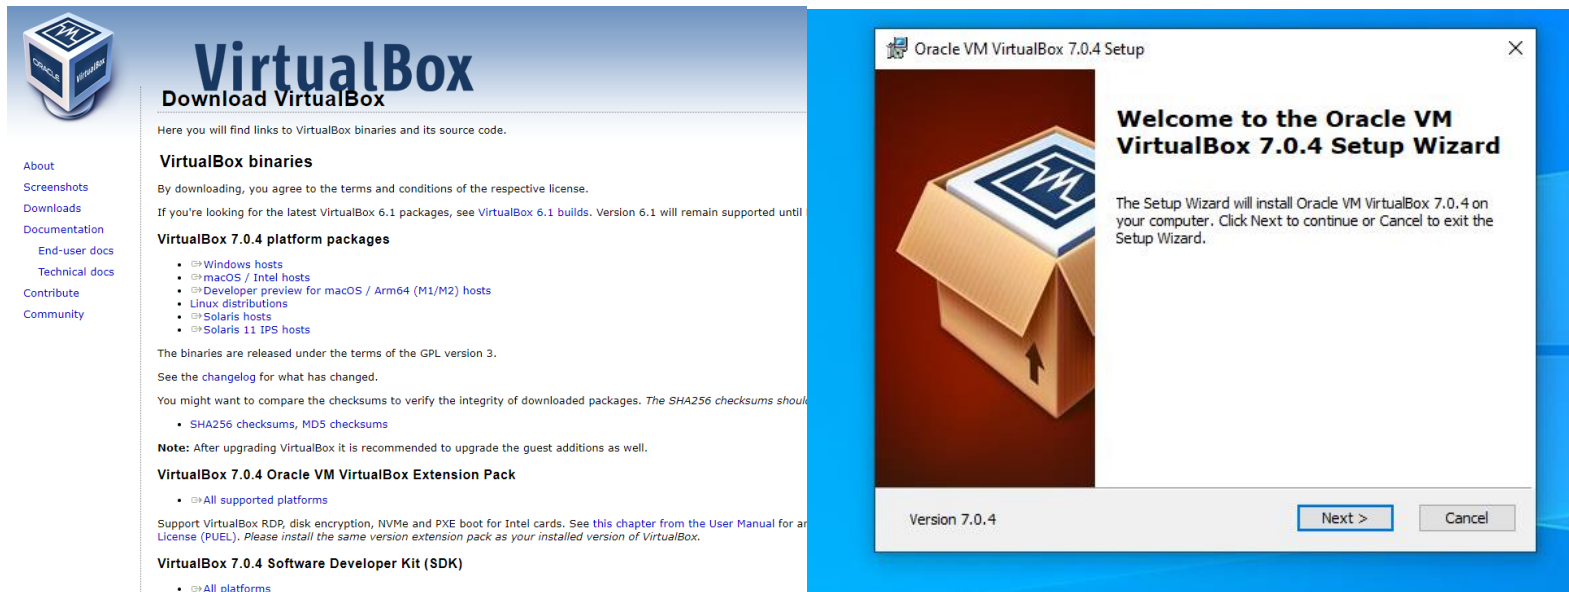 ORACLE
VirtualBox
VirtualBox
Download VirtualBox
Here you will find links to VirtualBox binaries and its source code.
About
Screenshots
Downloads
Documentation
End-user docs
Technical docs
Contribute
Community
VirtualBox binaries
By downloading, you agree to the terms and conditions of the respective license.
If you're looking for the latest VirtualBox 6.1 packages, see VirtualBox 6.1 builds. Version 6.1 will remain supported until
VirtualBox 7.0.4 platform packages
Windows hosts
macOS / Intel hosts
Developer preview for macOS / Arm64 (M1/M2) hosts
Linux distributions
Solaris hosts
Solaris 11 IPS hosts
The binaries are released under the terms of the GPL version 3.
See the changelog for what has changed.
You might want to compare the checksums to verify the integrity of downloaded packages. The SHA256 checksums
SHA256 checksums, MD5 checksums
Note: After upgrading VirtualBox it is recommended to upgrade the guest additions as well.
VirtualBox 7.0.4 Oracle VM VirtualBox Extension Pack
All supported platforms
Support VirtualBox RDP, disk encryption, NVMe and PXE boot for Intel cards. See this chapter from the User Manual for
License (PUEL). Please install the same version extension pack as your installed version of VirtualBox.
VirtualBox 7.0.4 Software Developer Kit (SDK)
All platforms
Oracle VM VirtualBox 7.0.4 Setup
Welcome to the Oracle VM
VirtualBox 7.0.4 Setup Wizard
The Setup Wizard will install Oracle VM VirtualBox 7.0.4 on
your computer. Click Next to continue or Cancel to exit the
Setup Wizard.
Version 7.0.4
Next >
Cancel